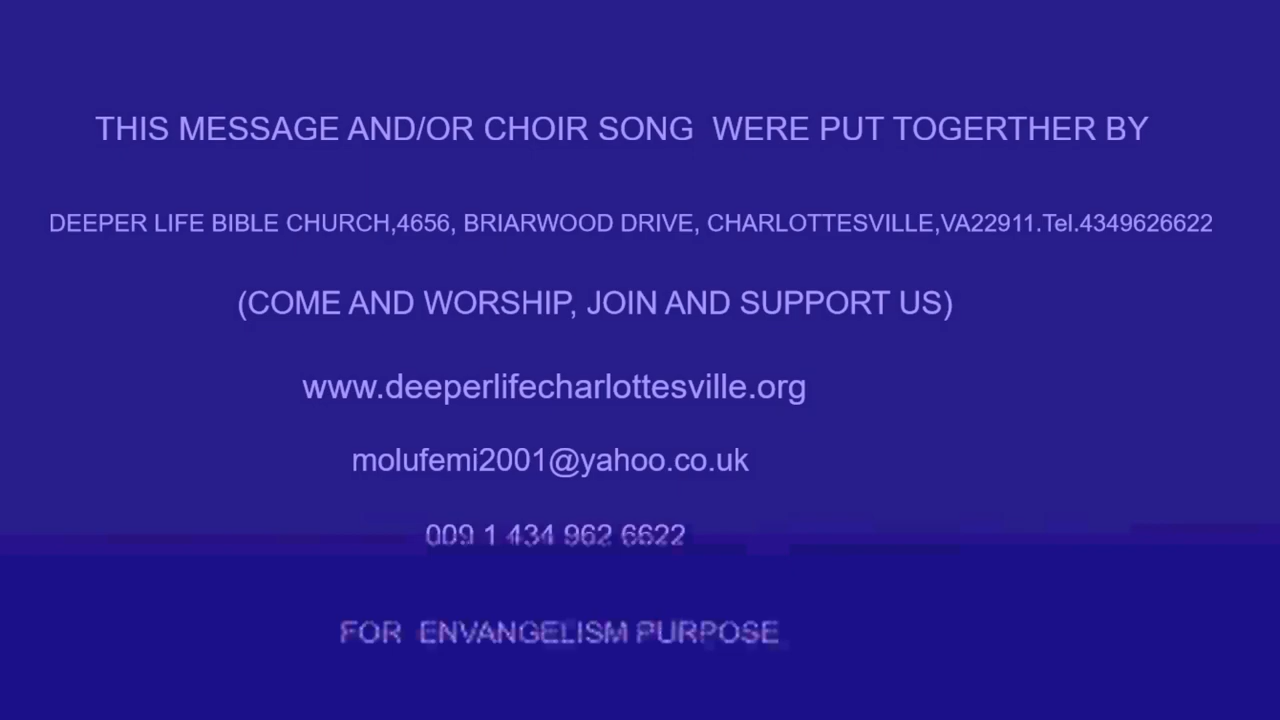 THIS MESSAGE AND/OR CHOIR SONG  WERE PUT TOGERTHER BY
DEEPER LIFE BIBLE CHURCH,4656, BRIARWOOD DRIVE, CHARLOTTESVILLE,VA22911.Tel.4349626622
(COME AND WORSHIP, JOIN AND SUPPORT US)
www.deeperlifecharlottesville.org
molufemi2001@yahoo.co.uk
009 1 434 962 6622
FOR  ENVANGELISM PURPOSE